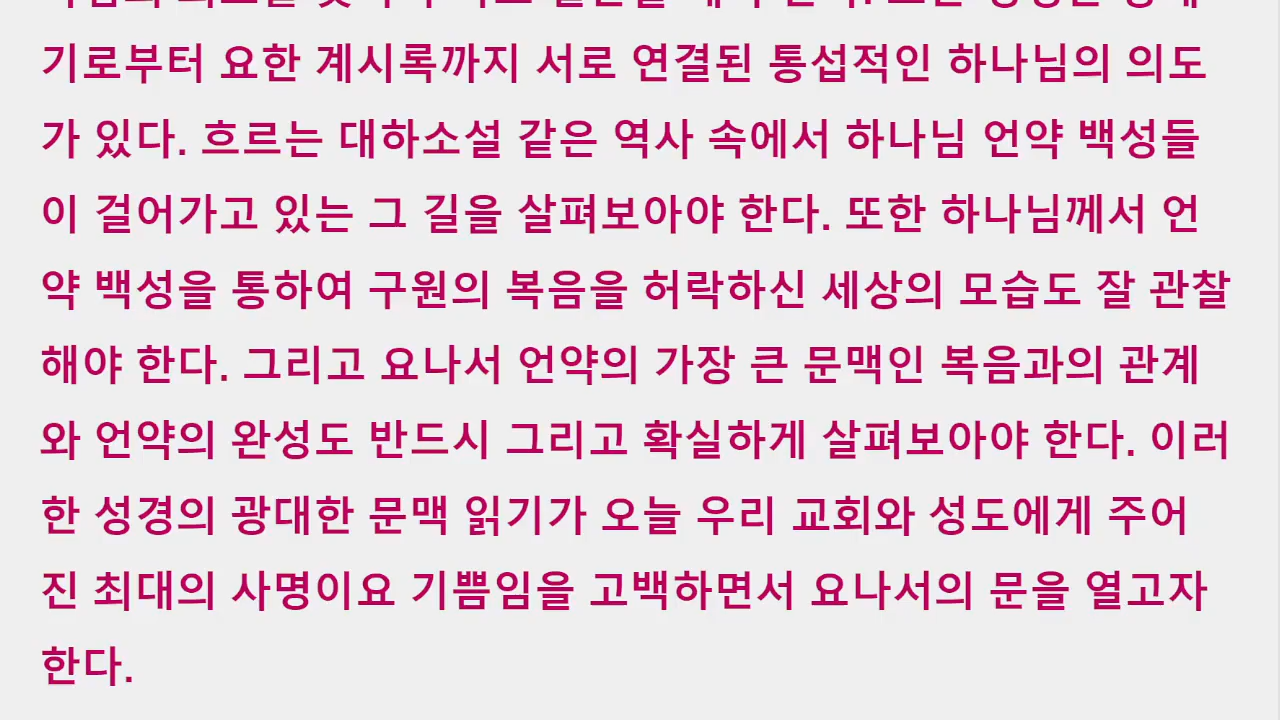 기로부터 요한 계시록까지 서로 연결된 통섭적인 하나님의 의도
가 있다. 흐르는 대하소설 같은 역사 속에서 하나님 언약 백성들
이 걸어가고 있는 그 길을 살펴보아야 한다. 또한 하나님께서 언
약 백성을 통하여 구원의 복음을 허락하신 세상의 모습도 잘 관찰
해야 한다. 그리고 요나서 언약의 가장 큰 문맥인 복음과의 관계
와 언약의 완성도 반드시 그리고 확실하게 살펴보아야 한다. 이러
한 성경의 광대한 문맥 읽기가 오늘 우리 교회와 성도에게 주어
진 최대의 사명이요 기쁨임을 고백하면서 요나서의 문을 열고자
한다.